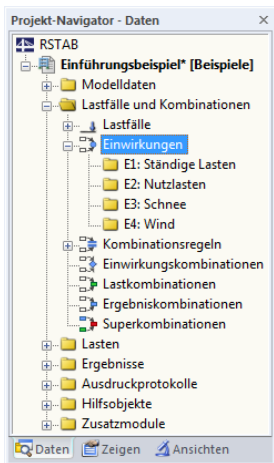 Projekt-Navigator - Daten
RSTAB
Einführungsbeispiel* [Beispiele]
Modelldaten
Lastfälle und Kombinationen
Lastfälle
Einwirkungen
E1: Ständige Lasten
E2: Nutzlasten
E3: Schnee
E4: Wind
Kombinationsregeln
Einwirkungskombinationen
Lastkombinationen
Ergebniskombinationen
Superkombinationen
Lasten
Ergebnisse
Ausdruckprotokolle
Hilfsobjekte
Zusatzmodule
Daten Zeigen Ansichten